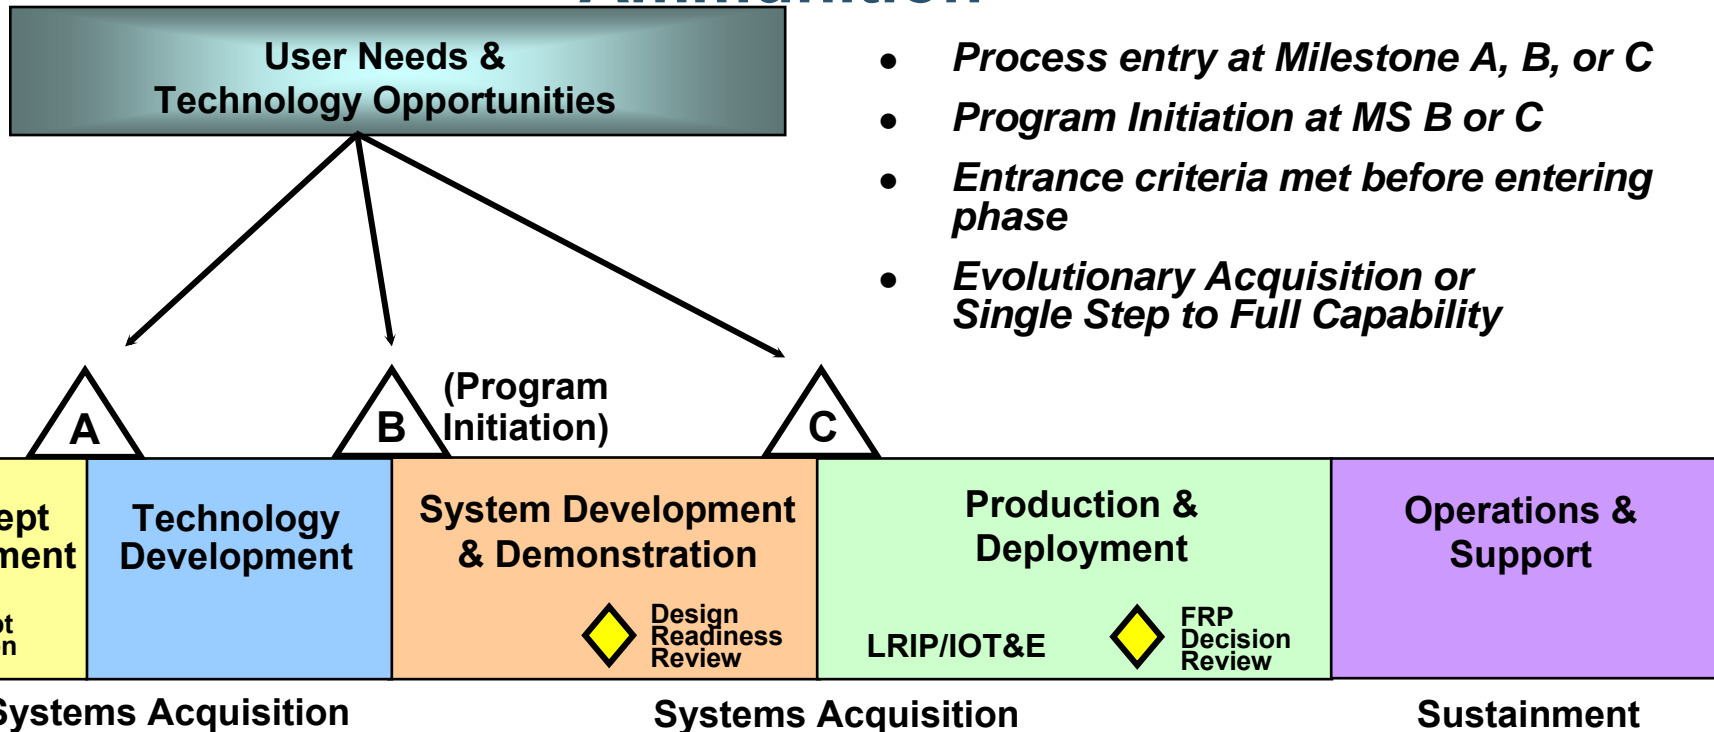 User Needs &
Technology Opportunities
● Process entry at Milestone A, B, or C
● Program Initiation at MS B or C
● Entrance criteria met before entering
phase
● Evolutionary Acquisition or
Single Step to Full Capability
A
B
(Program
Initiation)
C
Technology
Development
System Development
& Demonstration
Design
Readiness
Review
Production &
Deployment
LRIP/IOT&E
FRP
Decision
Review
Operations &
Support
Systems Acquisition
Systems Acquisition
Sustainment